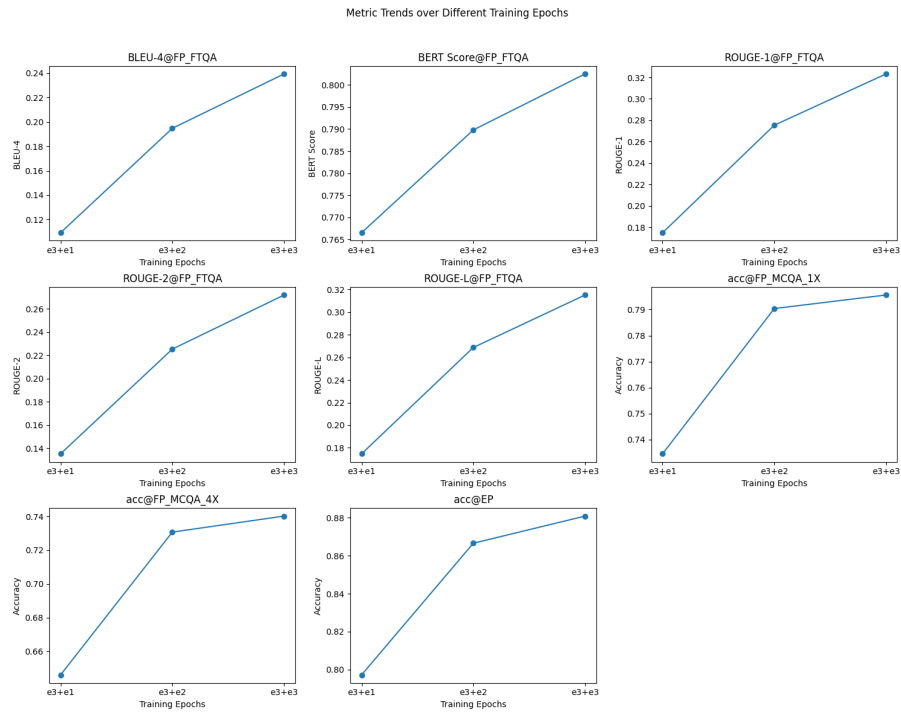 Metric Trends over Different Training Epochs
BLEU-4@FP_FTQA
BLEU-4
0.24
0.22
0.20
0.18
0.16
0.14
0.12
e3+e1
e3+e2
e3+e3
Training Epochs
BERT Score@FP_FTQA
BERT Score
0.800
0.795
0.790
0.785
0.780
0.775
0.770
0.765
e3+e1
e3+e2
e3+e3
Training Epochs
ROUGE-1@FP_FTQA
ROUGE-1
0.32
0.30
0.28
0.26
0.24
0.22
0.20
0.18
e3+e1
e3+e2
e3+e3
Training Epochs
ROUGE-2@FP_FTQA
ROUGE-2
0.26
0.24
0.22
0.20
0.18
0.16
0.14
e3+e1
e3+e2
e3+e3
Training Epochs
ROUGE-L@FP_FTQA
ROUGE-L
0.32
0.30
0.28
0.26
0.24
0.22
0.20
0.18
e3+e1
e3+e2
e3+e3
Training Epochs
acc@FP_MCQA_1X
Accuracy
0.79
0.78
0.77
0.76
0.75
0.74
e3+e1
e3+e2
e3+e3
Training Epochs
acc@FP_MCQA_4X
Accuracy
0.74
0.72
0.70
0.68
0.66
e3+e1
e3+e2
e3+e3
Training Epochs
acc@EP
Accuracy
0.88
0.86
0.84
0.82
0.80
e3+e1
e3+e2
e3+e3
Training Epochs